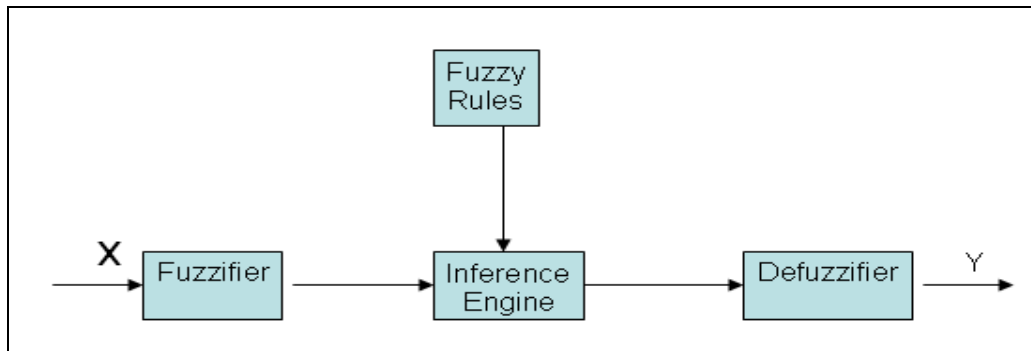 Fuzzy
Rules
X
Fuzzifier
Inference
Engine
Defuzzifier
Y